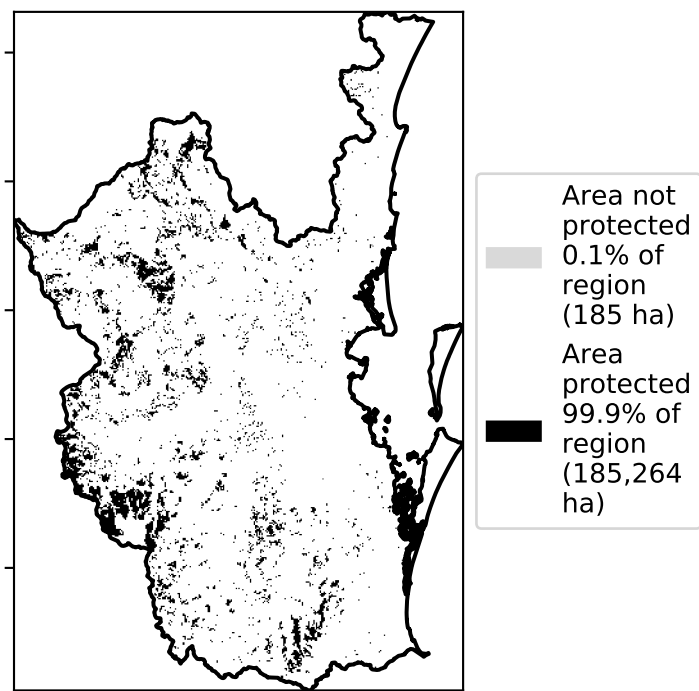 Area not
protected
0.1% of
region
(185 ha)
Area
protected
99.9% of
region
(185,264
ha)